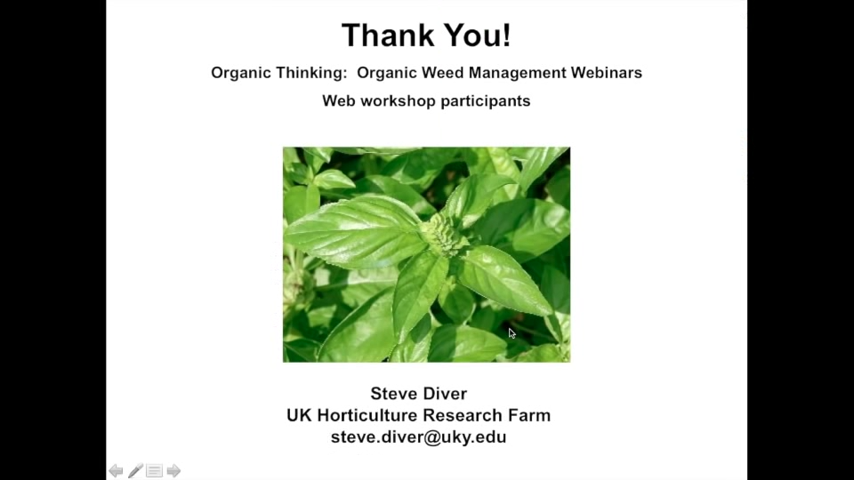 Thank You!
Organic Thinking: Organic Weed Management Webinars
Web workshop participants
Steve Diver
UK Horticulture Research Farm
steve.diver@uky.edu